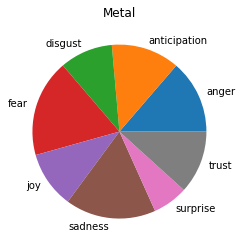 Metal
anticipation
disgust
anger
fear
joy
trust
surprise
sadness